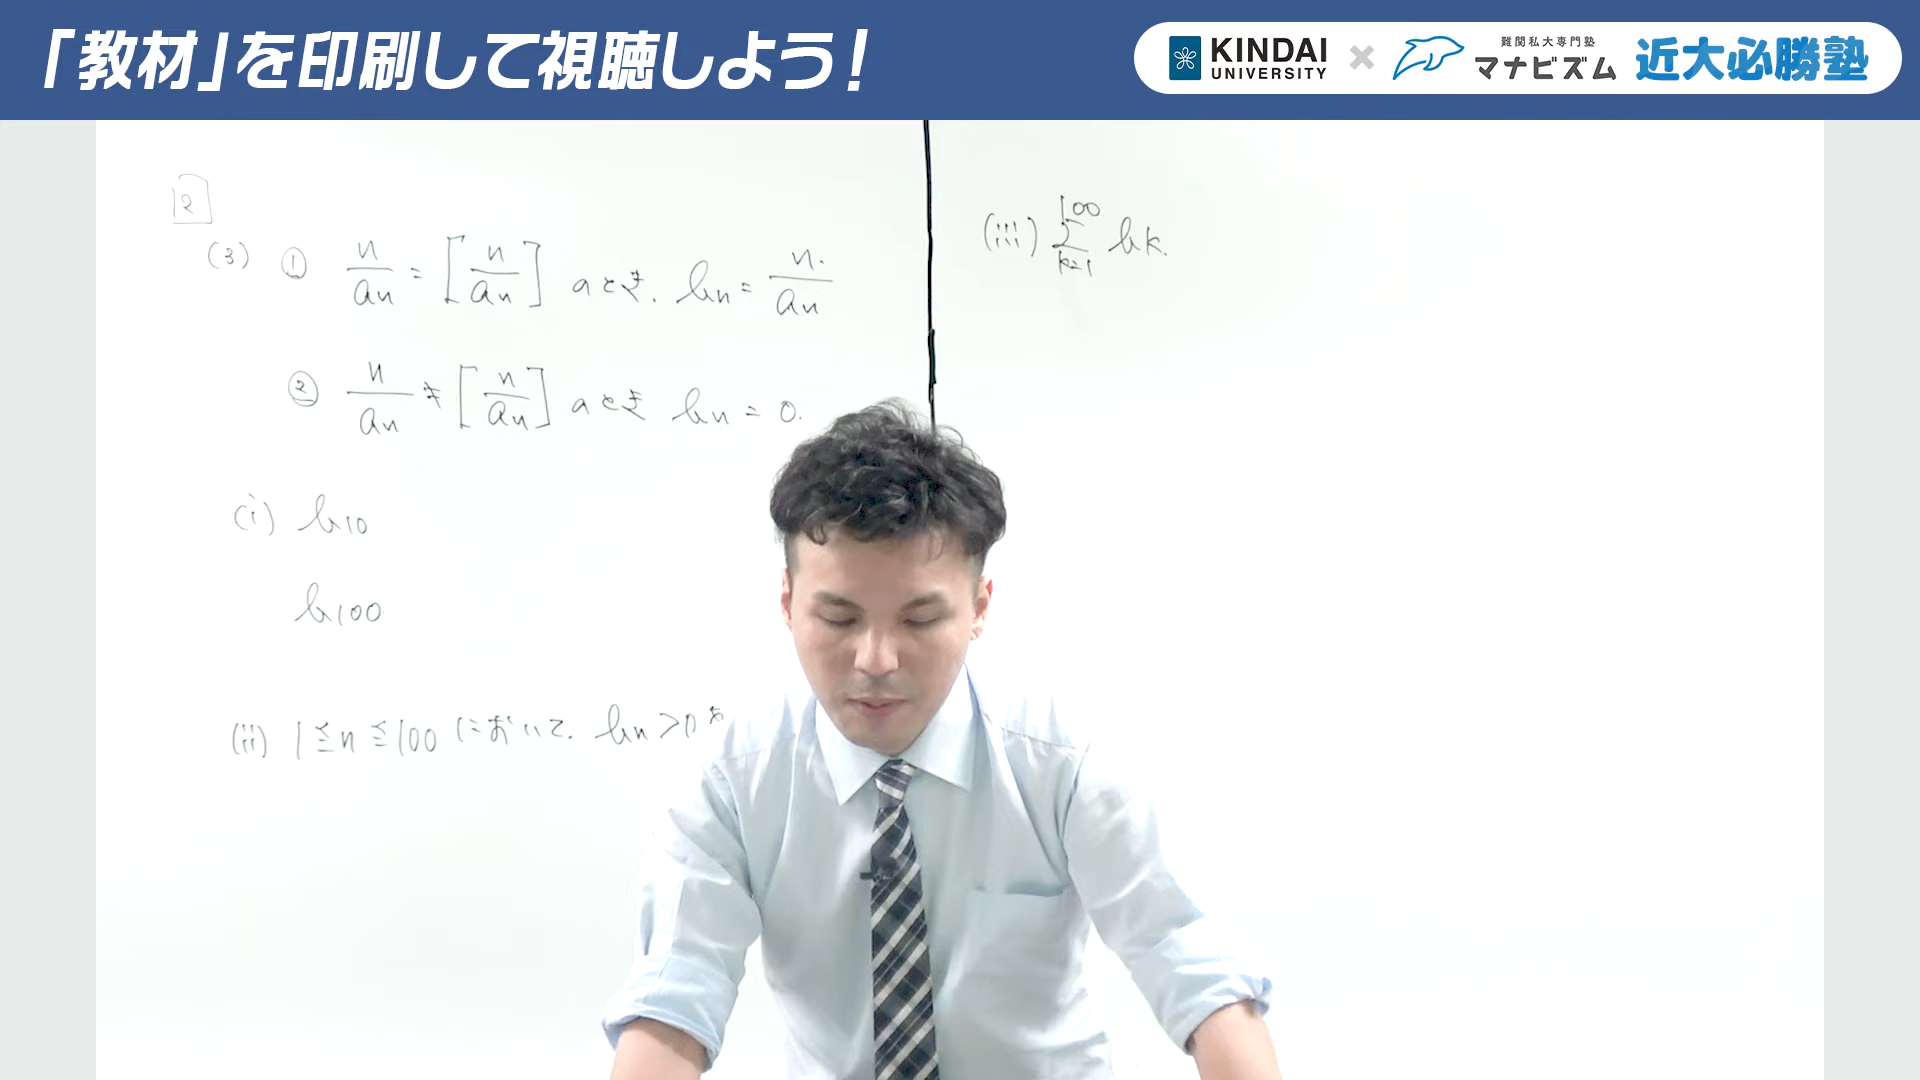 「教材」を印刷して視聴しよう!
KINDAI UNIVERSITY × 難関私大専門塾 マナビズム 近大必勝塾
2
(3) ① n/an = [n/an] のとき. bn = n/an
② n/an ≠ [n/an] のとき bn = 0.
(i) b10
b100
(ii) 1≦n≦100 において. bn>0
(iii) 100Σk=1 bk.